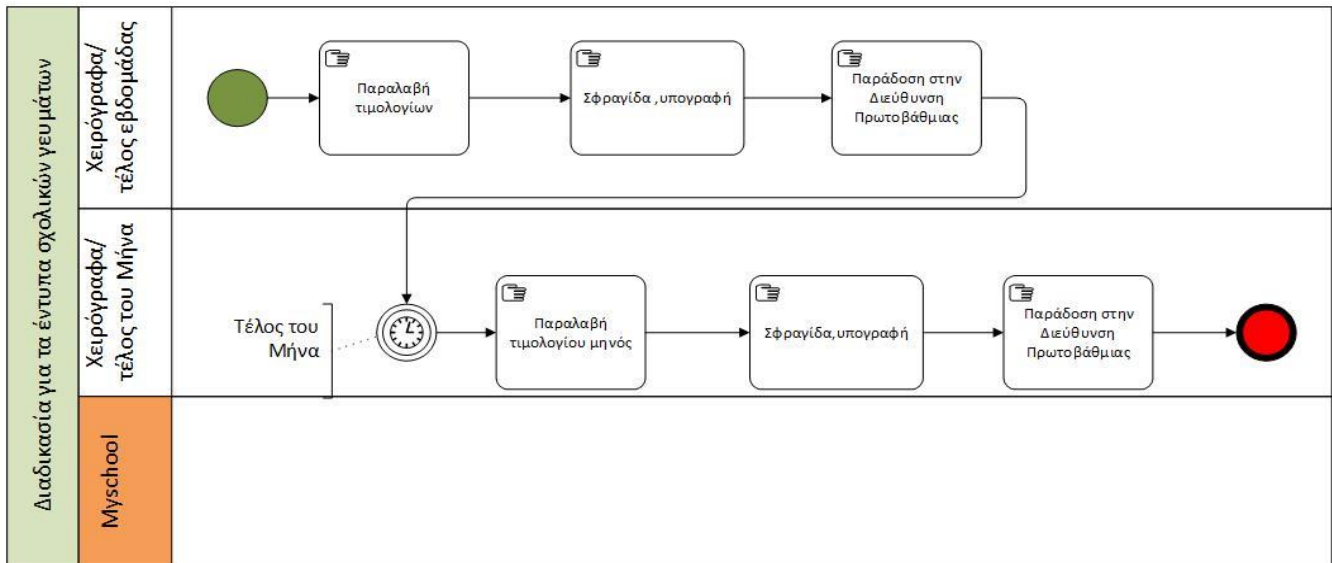 Διαδικασία για τα έντυπα σχολικών γευμάτων
Χειρόγραφα/
τέλος εβδομάδας
Παραλαβή
τιμολογίων
Σφραγίδα ,υπογραφή
Παράδοση στην
Διεύθυνση
Πρωτοβάθμιας
Χειρόγραφα/
τέλος του Μήνα
Τέλος του
Μήνα
Παραλαβή
τιμολογίου μηνός
Σφραγίδα,υπογραφή
Παράδοση στην
Διεύθυνση
Πρωτοβάθμιας
Myschool